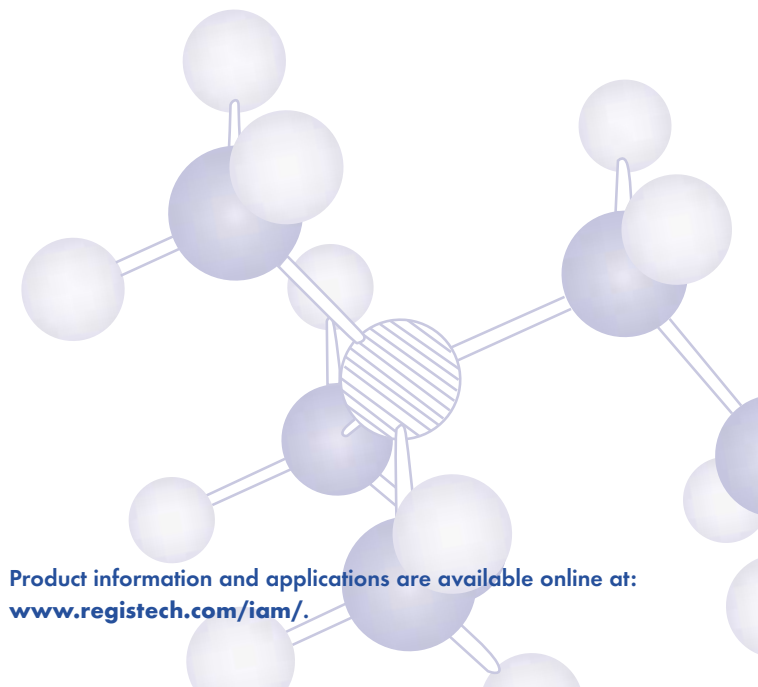 Product information and applications are available online at:
www.registech.com/iam/.